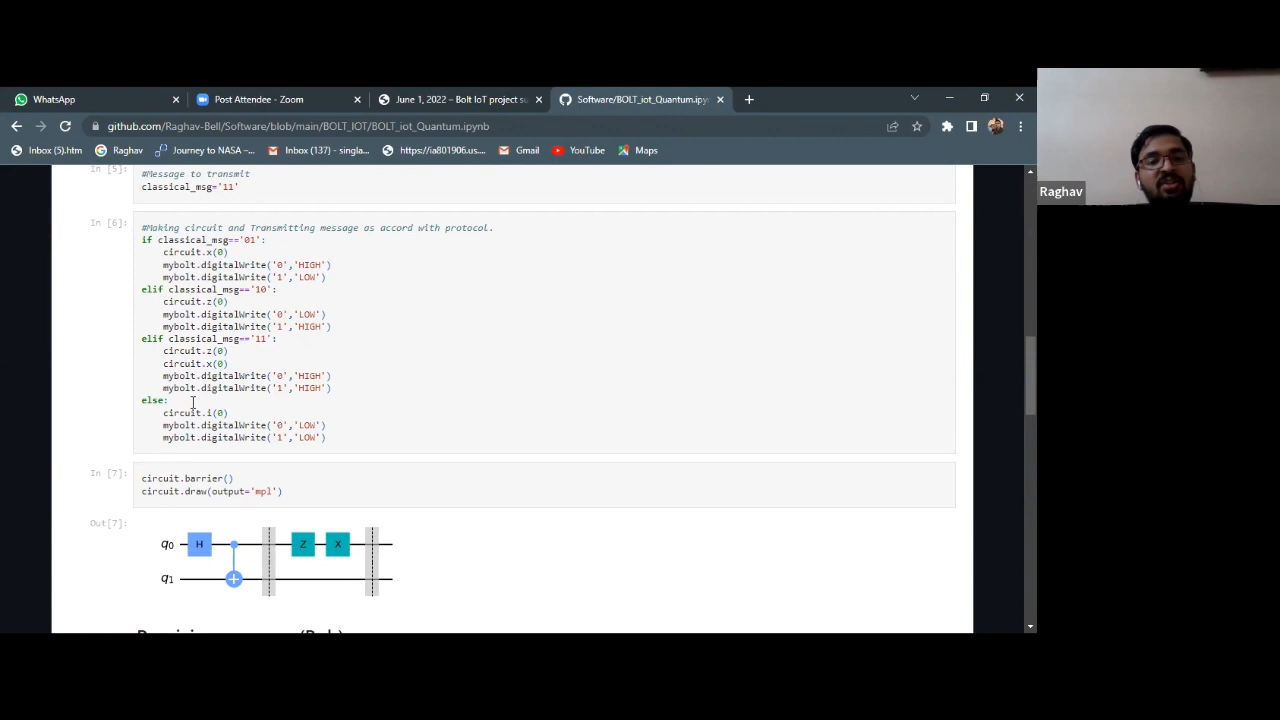 WhatsApp
Post Attendee - Zoom
June 1, 2022 – Bolt IoT project su
Software/BOLT_iot_Quantum.ipy
github.com/Raghav-Bell/Software/blob/main/BOLT_IOT/BOLT_iot_Quantum.ipynb
Inbox (5).htm
Raghav
Journey to NASA –...
Inbox (137) - singla...
https://ia801906.us....
Gmail
YouTube
Maps
Raghav
In [5]:
#Message to transmit
classical_msg='11'
In [6]:
#Making circuit and Transmitting message as accord with protocol.
if classical_msg=='01':
circuit.x(0)
mybolt.digitalWrite('0','HIGH')
mybolt.digitalWrite('1','LOW')
elif classical_msg=='10':
circuit.z(0)
mybolt.digitalWrite('0','LOW')
mybolt.digitalWrite('1','HIGH')
elif classical_msg=='11':
circuit.z(0)
circuit.x(0)
mybolt.digitalWrite('0','HIGH')
mybolt.digitalWrite('1','HIGH')
else:
circuit.i(0)
mybolt.digitalWrite('0','LOW')
mybolt.digitalWrite('1','LOW')
In [7]:
circuit.barrier()
circuit.draw(output='mpl')
Out[7]:
q0 H Z X
q1